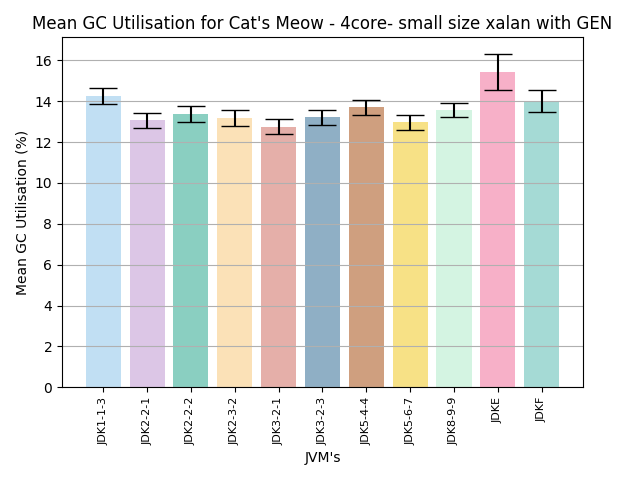 Mean GC Utilisation for Cat's Meow - 4core- small size xalan with GEN
Mean GC Utilisation (%)
16
14
12
10
8
6
4
2
0
JDK1-1-3
JDK2-2-1
JDK2-2-2
JDK2-3-2
JDK3-2-1
JDK3-2-3
JDK5-4-4
JDK5-6-7
JDK8-9-9
JDKE
JDKF
JVM's